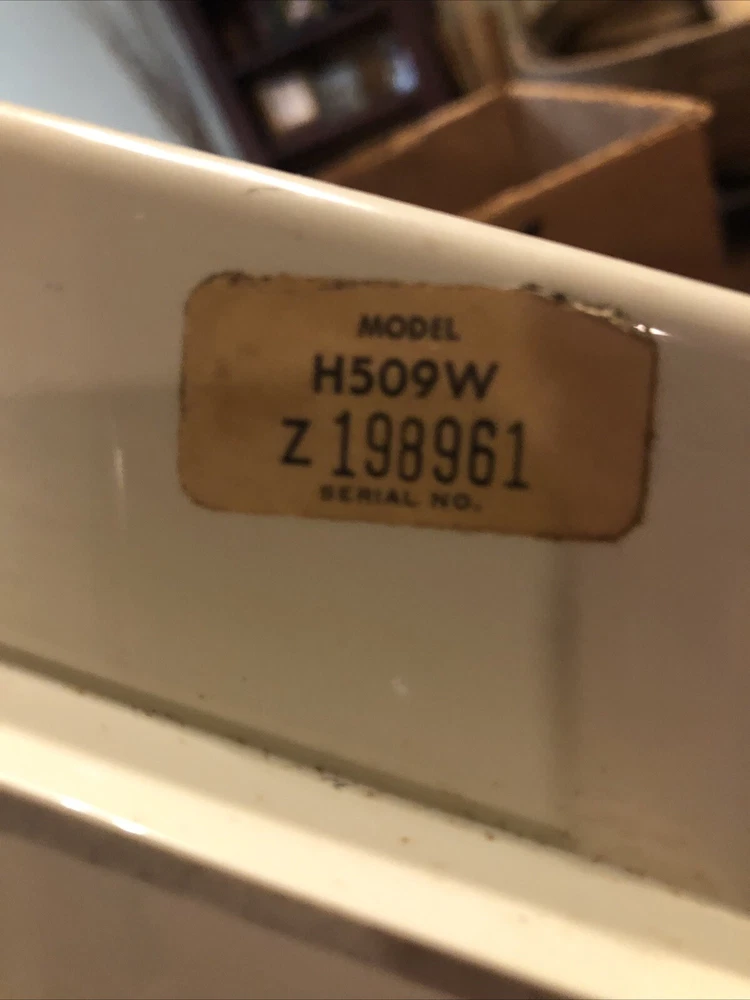 MODEL
H509W
Z 198961
SERIAL NO.